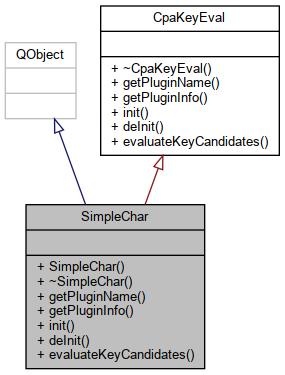 CpaKeyEval
+ ~CpaKeyEval()
+ getPluginName()
+ getPluginInfo()
+ init()
+ deInit()
+ evaluateKeyCandidates()
QObject
SimpleChar
+ SimpleChar()
+ ~SimpleChar()
+ getPluginName()
+ getPluginInfo()
+ init()
+ deInit()
+ evaluateKeyCandidates()